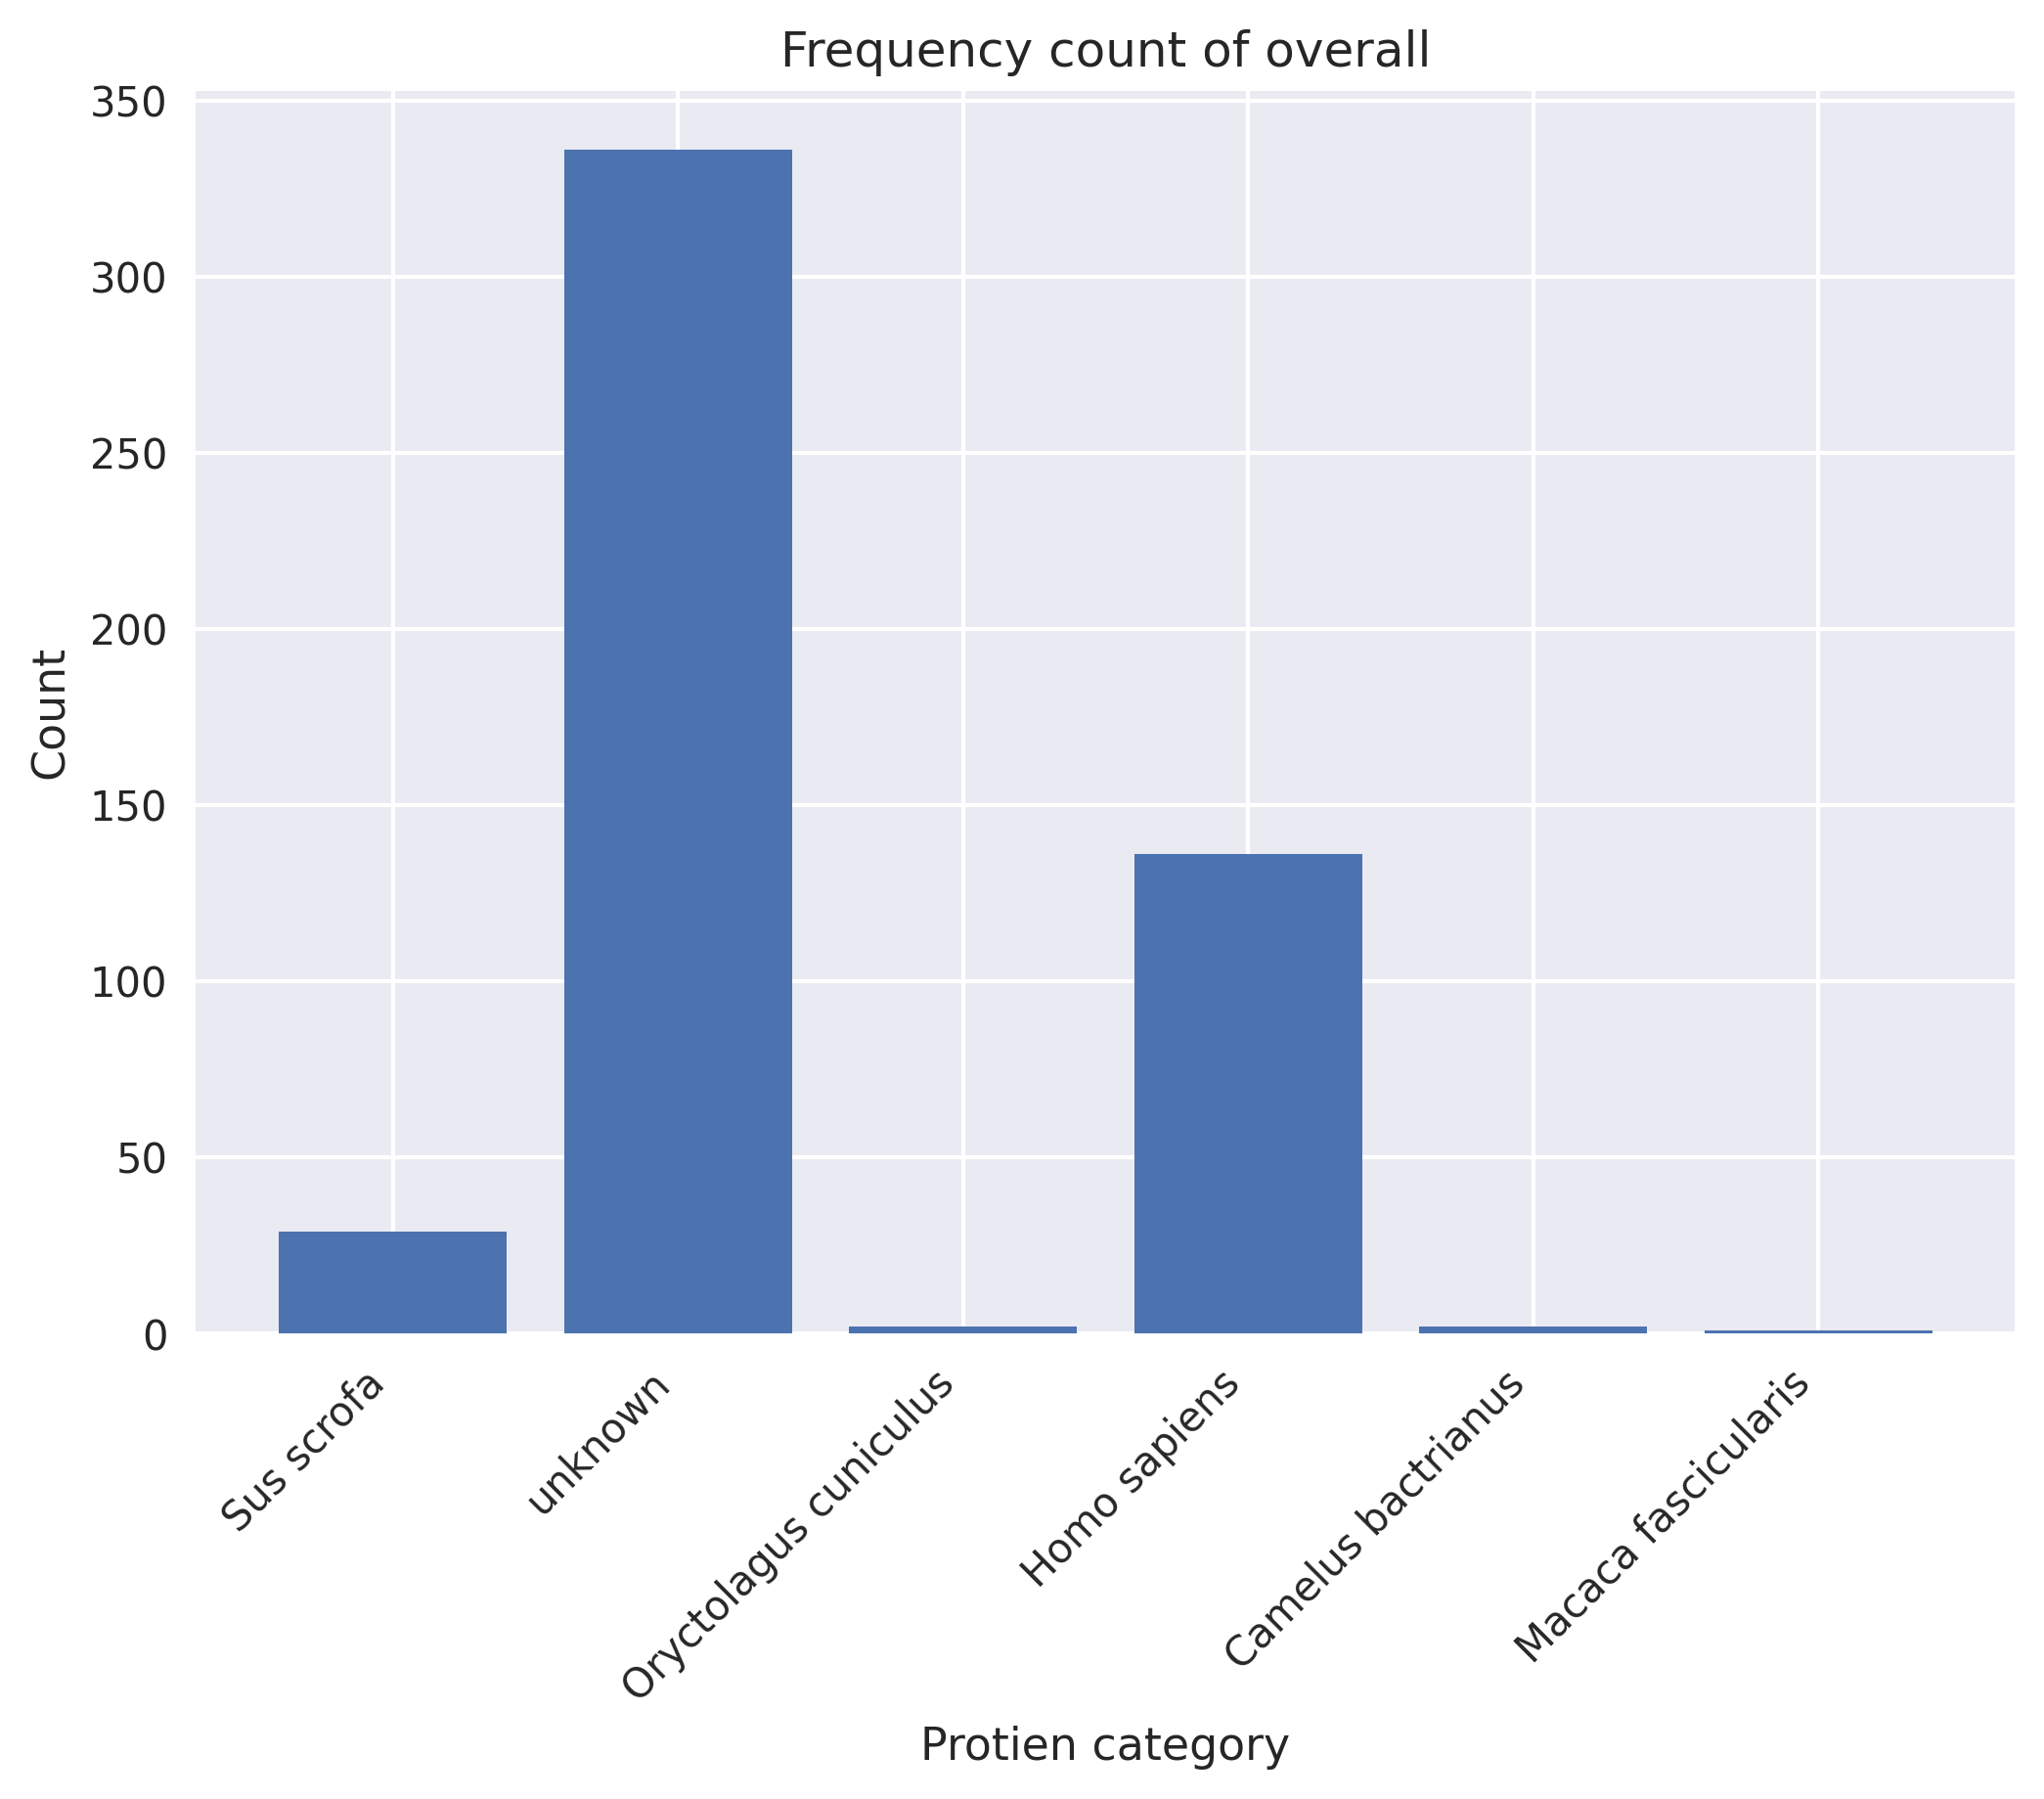 Frequency count of overall
350
300
250
200
150
100
50
0
Count
Sus scrofa
unknown
Oryctolagus cuniculus
Homo sapiens
Camelus bactrianus
Macaca fascicularis
Protien category